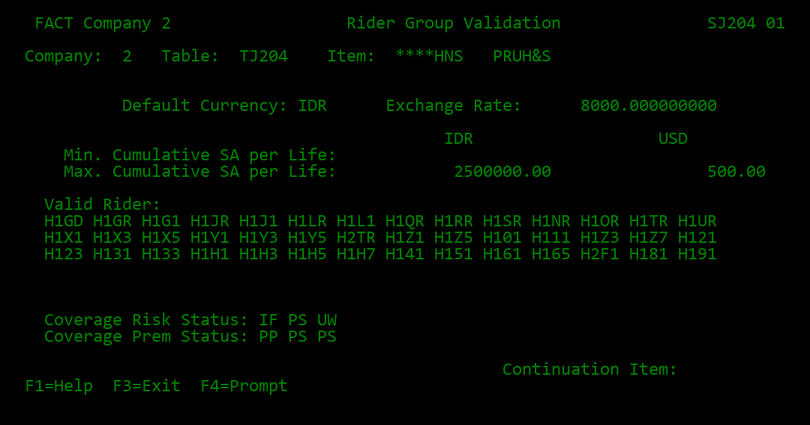 FACT Company 2 Rider Group Validation SJ204 01
Company: 2 Table: TJ204 Item: ****HNS PRUH&S
Default Currency: IDR Exchange Rate: 8000.000000000
IDR USD
Min. Cumulative SA per Life:
Max. Cumulative SA per Life: 2500000.00 500.00
Valid Rider:
H1GD H1GR H1G1 H1JR H1J1 H1LR H1L1 H1QR H1RR H1SR H1NR H1OR H1TR H1UR
H1X1 H1X3 H1X5 H1Y1 H1Y3 H1Y5 H2TR H1Z1 H1Z5 H101 H111 H1Z3 H1Z7 H121
H123 H131 H133 H1H1 H1H3 H1H5 H1H7 H141 H151 H161 H165 H2F1 H181 H191
Coverage Risk Status: IF PS UW
Coverage Prem Status: PP PS PS
Continuation Item:
F1=Help F3=Exit F4=Prompt